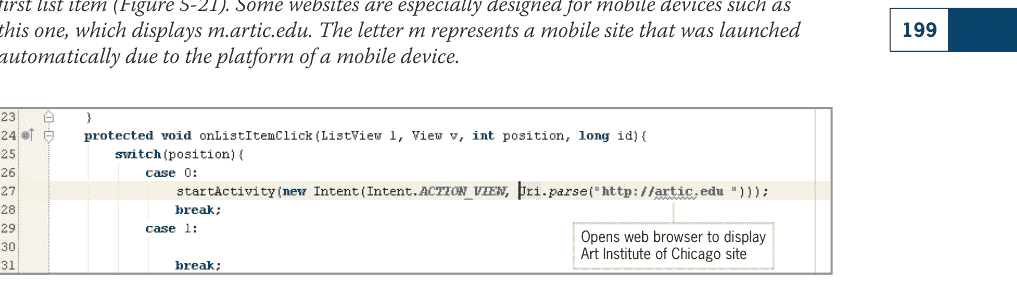 first list item (Figure 5-21). Some websites are especially designed for mobile devices such as
this one, which displays m.artic.edu. The letter m represents a mobile site that was launched
automatically due to the platform of a mobile device.
199
23 }
24 protected void onListItemClick(ListView l, View v, int position, long id){
25 switch(position){
26 case 0:
27 startActivity(new Intent(Intent.ACTION_VIEW, Uri.parse("http://artic.edu ")));
28 break;
29 case 1:
30
31 break;
Opens web browser to display
Art Institute of Chicago site